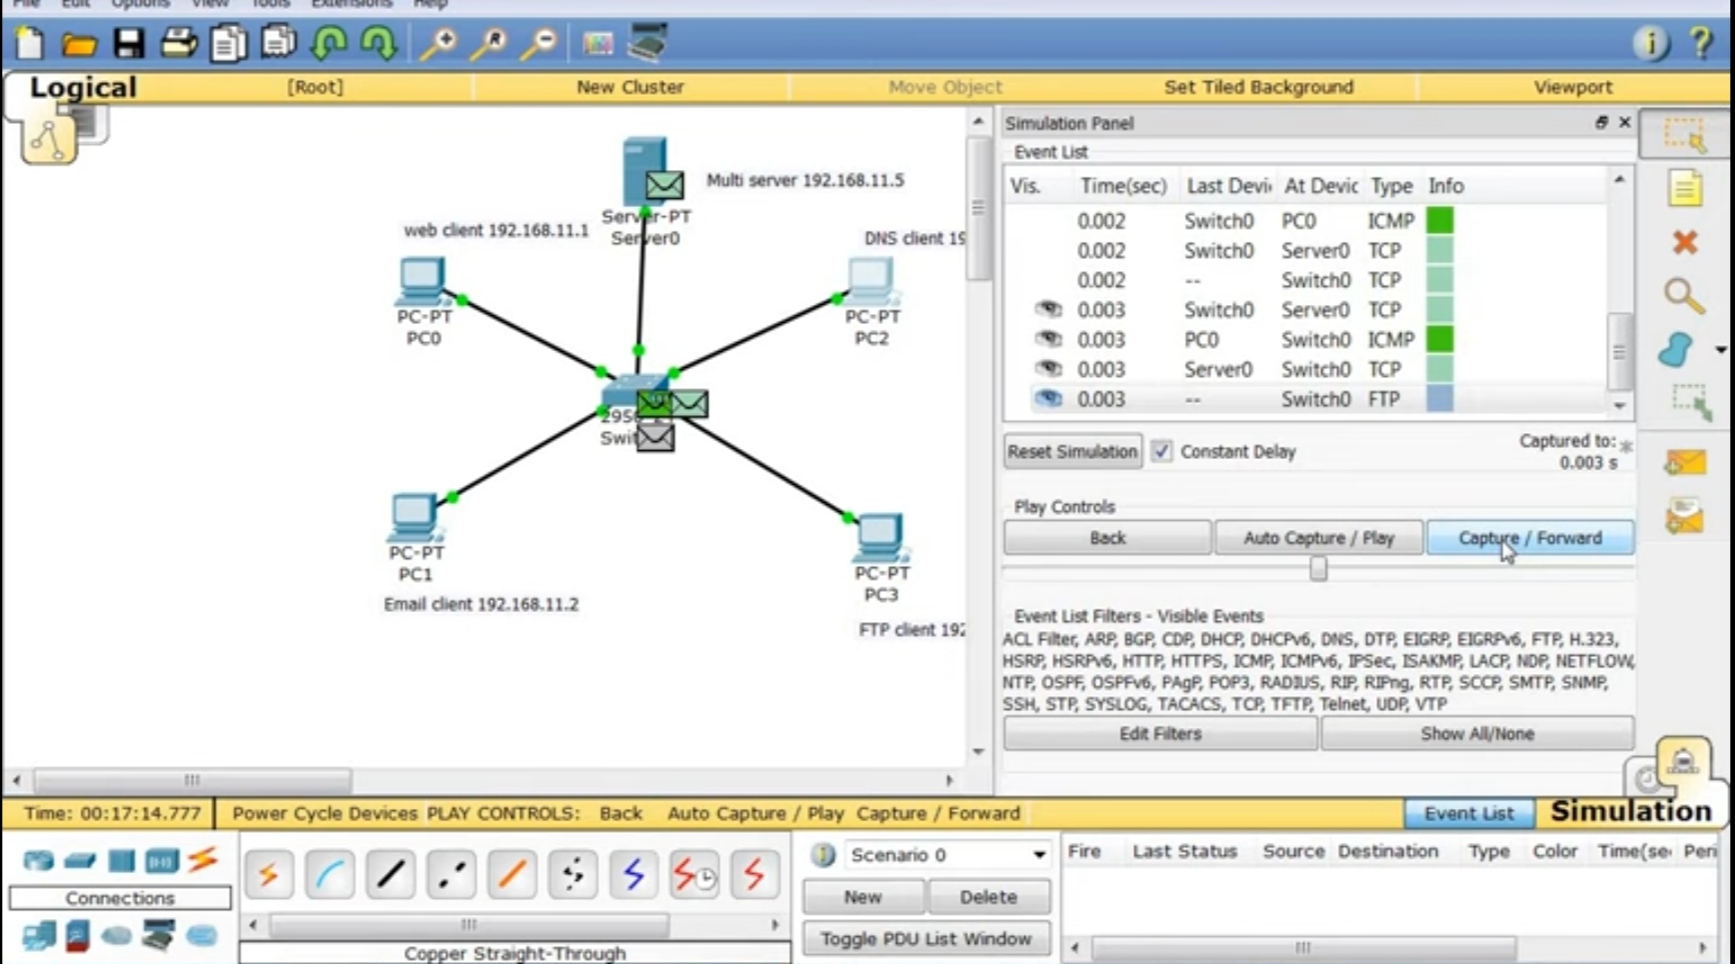 File Edit Options View Tools Extensions Help
Logical [Root] New Cluster Move Object Set Tiled Background Viewport
Simulation Panel
Event List
Vis. Time(sec) Last Devi At Devic Type Info
0.002 Switch0 PC0 ICMP
0.002 Switch0 Server0 TCP
0.002 -- Switch0 TCP
0.003 Switch0 Server0 TCP
0.003 PC0 Switch0 ICMP
0.003 Server0 Switch0 TCP
0.003 -- Switch0 FTP
Reset Simulation Constant Delay Captured to:
0.003 s
Play Controls
Back Auto Capture / Play Capture / Forward
Event List Filters - Visible Events
ACL Filter, ARP, BGP, CDP, DHCP, DHCPv6, DNS, DTP, EIGRP, EIGRPv6, FTP, H.323,
HSRP, HSRPv6, HTTP, HTTPS, ICMP, ICMPv6, IPSec, ISAKMP, LACP, NDP, NETFLOW,
NTP, OSPF, OSPFv6, PAgP, POP3, RADIUS, RIP, RIPng, RTP, SCCP, SMTP, SNMP,
SSH, STP, SYSLOG, TACACS, TCP, TFTP, Telnet, UDP, VTP
Edit Filters Show All/None
Multi server 192.168.11.5
Server-PT
Server0
web client 192.168.11.1
DNS client 19
PC-PT
PC0
PC-PT
PC2
2950
Swit
PC-PT
PC1
PC-PT
PC3
Email client 192.168.11.2
FTP client 192
Time: 00:17:14.777 Power Cycle Devices PLAY CONTROLS: Back Auto Capture / Play Capture / Forward Event List Simulation
Connections
Copper Straight-Through
Scenario 0
New Delete
Toggle PDU List Window
Fire Last Status Source Destination Type Color Time(se Peri